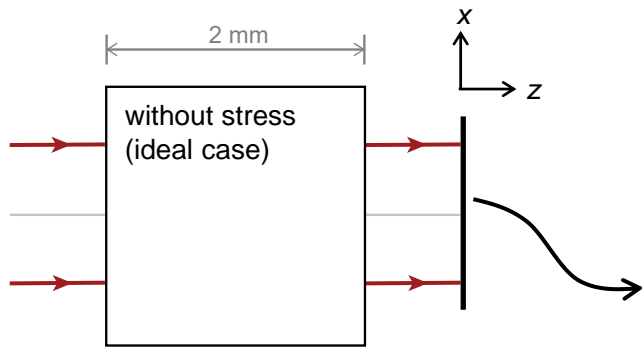 2 mm
x
z
without stress
(ideal case)